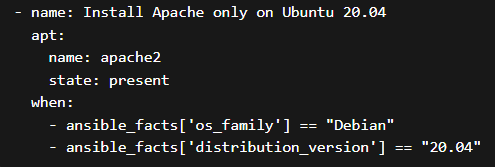 - name: Install Apache only on Ubuntu 20.04
  apt:
    name: apache2
    state: present
  when:
    - ansible_facts['os_family'] == "Debian"
    - ansible_facts['distribution_version'] == "20.04"